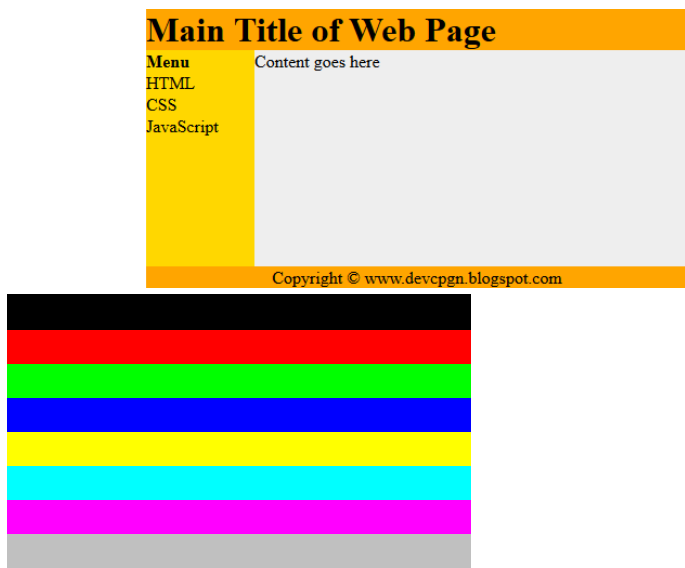 Main Title of Web Page
Menu
HTML
CSS
JavaScript
Content goes here
Copyright © www.devcpgn.blogspot.com